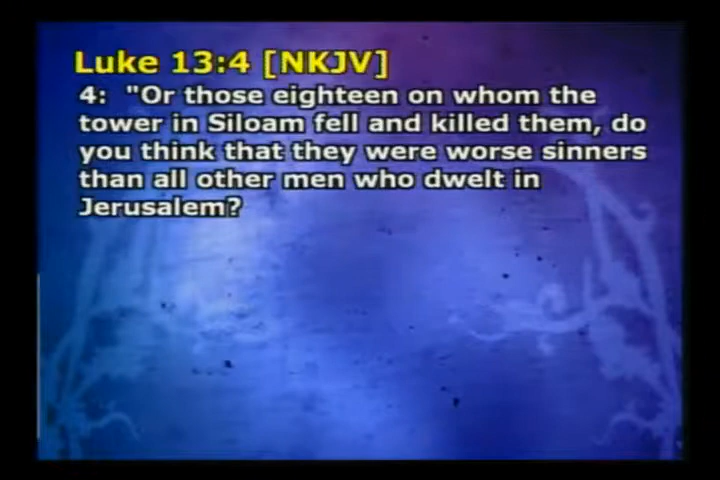 Luke 13:4 [NKJV]
4: "Or those eighteen on whom the
tower in Siloam fell and killed them, do
you think that they were worse sinners
than all other men who dwelt in
Jerusalem?